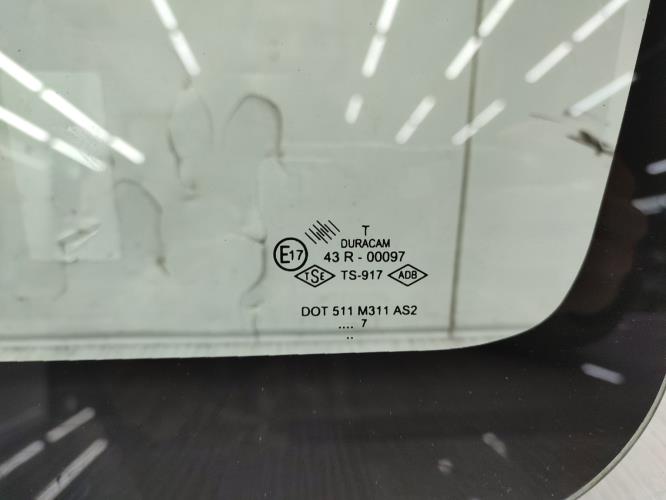 T
DURACAM
E17 43 R - 00097
TSE TS-917 ADB
DOT 511 M311 AS2
.... 7
..